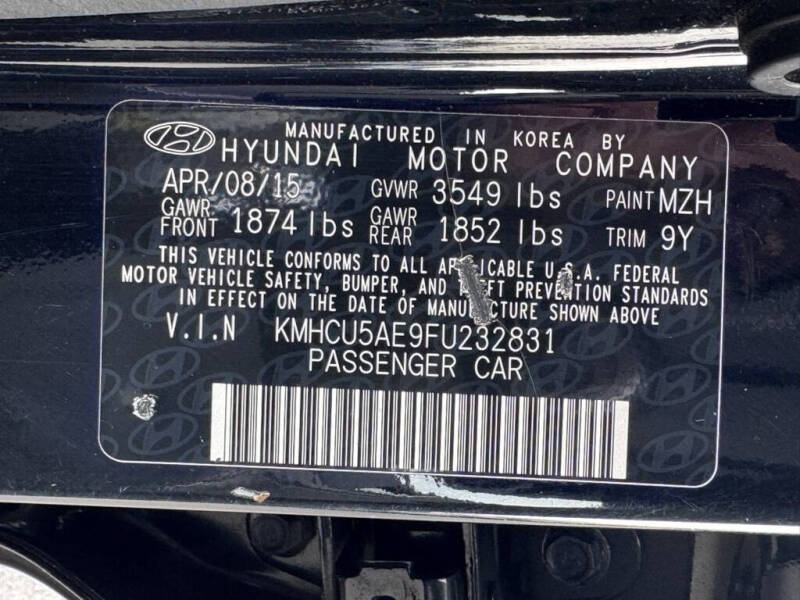 MANUFACTURED IN KOREA BY
HYUNDAI MOTOR COMPANY
APR/08/15 GVWR 3549 lbs PAINT MZH
GAWR FRONT 1874 lbs GAWR REAR 1852 lbs TRIM 9Y
THIS VEHICLE CONFORMS TO ALL APPLICABLE U.S.A. FEDERAL
MOTOR VEHICLE SAFETY, BUMPER, AND THEFT PREVENTION STANDARDS
IN EFFECT ON THE DATE OF MANUFACTURE SHOWN ABOVE
V.I.N KMHCU5AE9FU232831
PASSENGER CAR